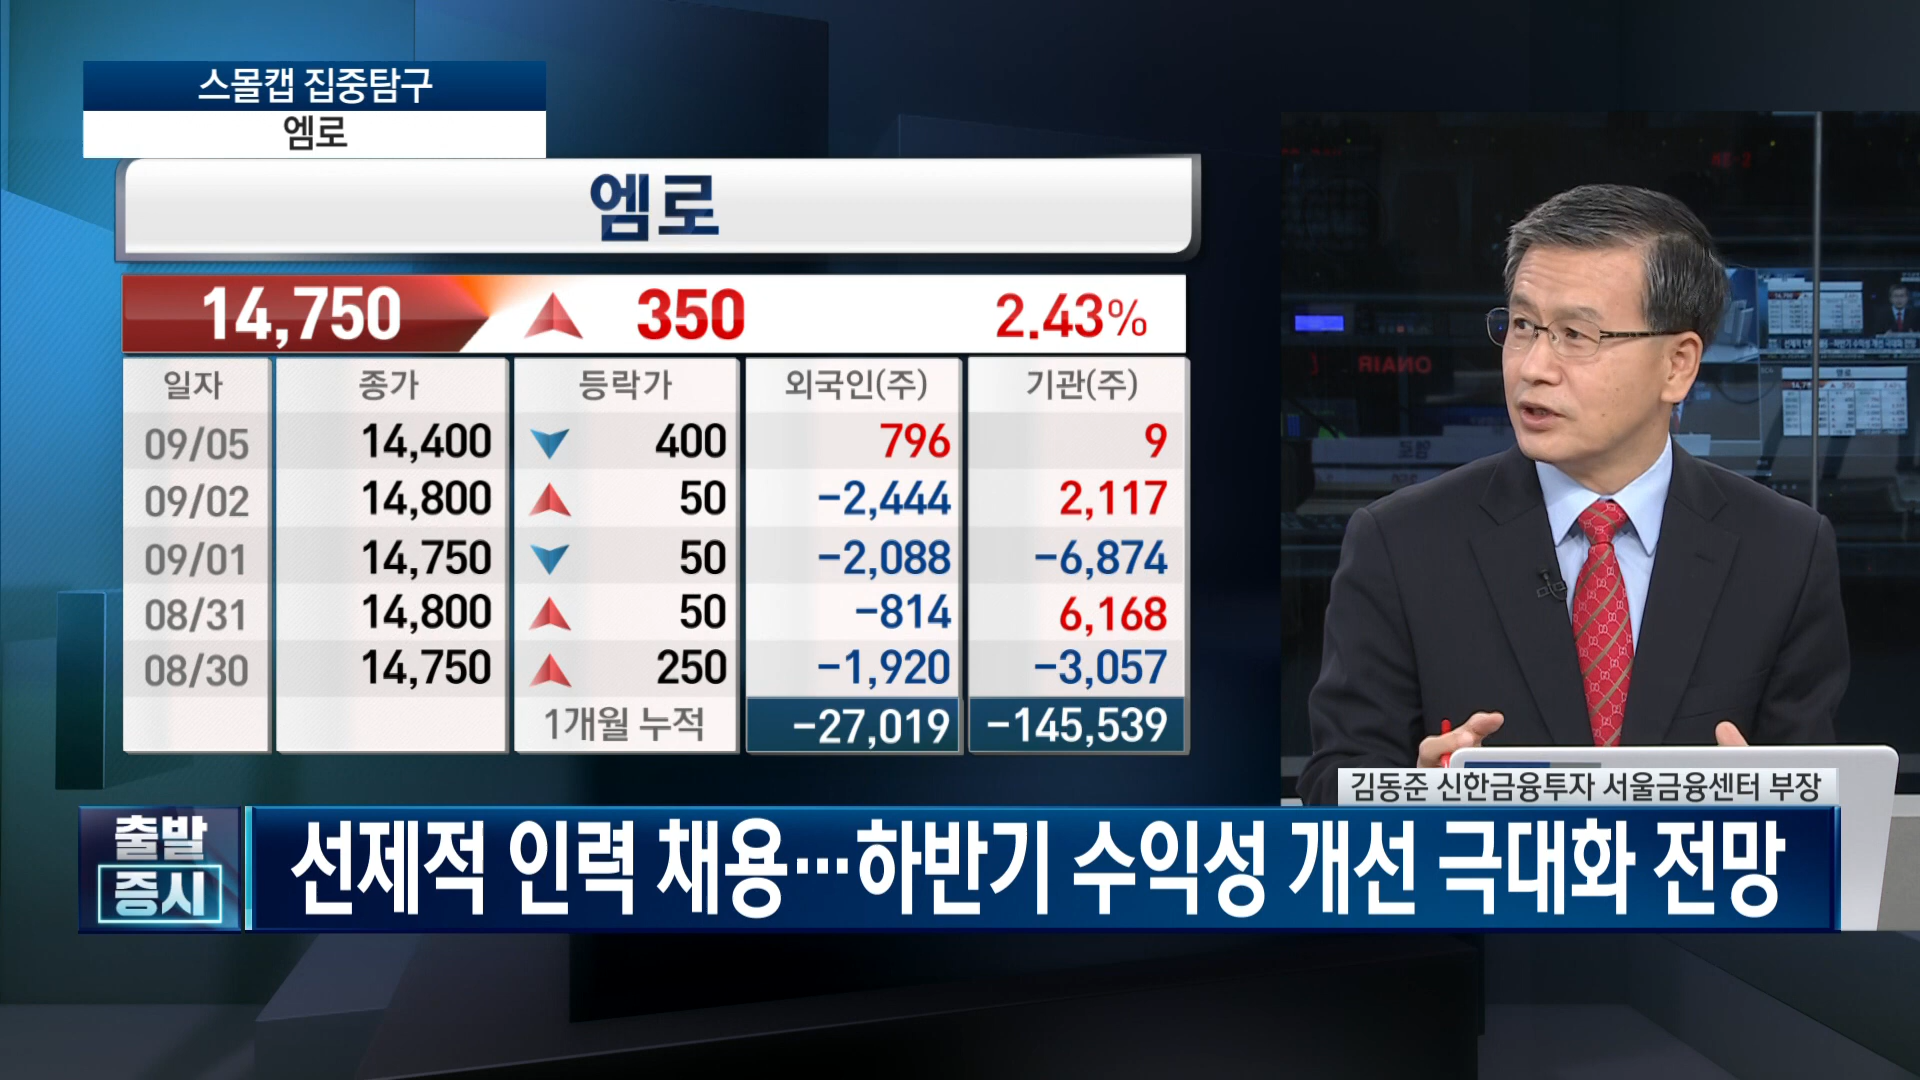 스몰캡 집중탐구
엠로
엠로
14,750 ▲ 350 2.43%
일자 종가 등락가 외국인(주) 기관(주)
09/05 14,400 ▼ 400 796 9
09/02 14,800 ▲ 50 -2,444 2,117
09/01 14,750 ▼ 50 -2,088 -6,874
08/31 14,800 ▲ 50 -814 6,168
08/30 14,750 ▲ 250 -1,920 -3,057
1개월 누적 -27,019 -145,539
ONAIR
김동준 신한금융투자 서울금융센터 부장
출발
증시
선제적 인력 채용…하반기 수익성 개선 극대화 전망